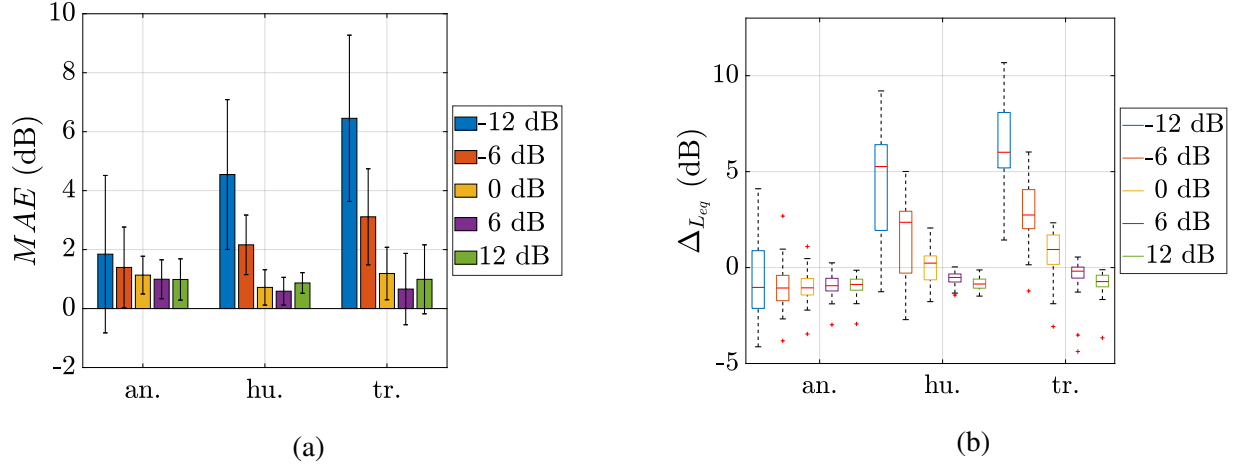 10
8
6
4
2
0
-2
MAE (dB)
an. hu. tr.
-12 dB
-6 dB
0 dB
6 dB
12 dB
(a)
10
5
0
-5
Δ_{L_{eq}} (dB)
an. hu. tr.
-12 dB
-6 dB
0 dB
6 dB
12 dB
(b)